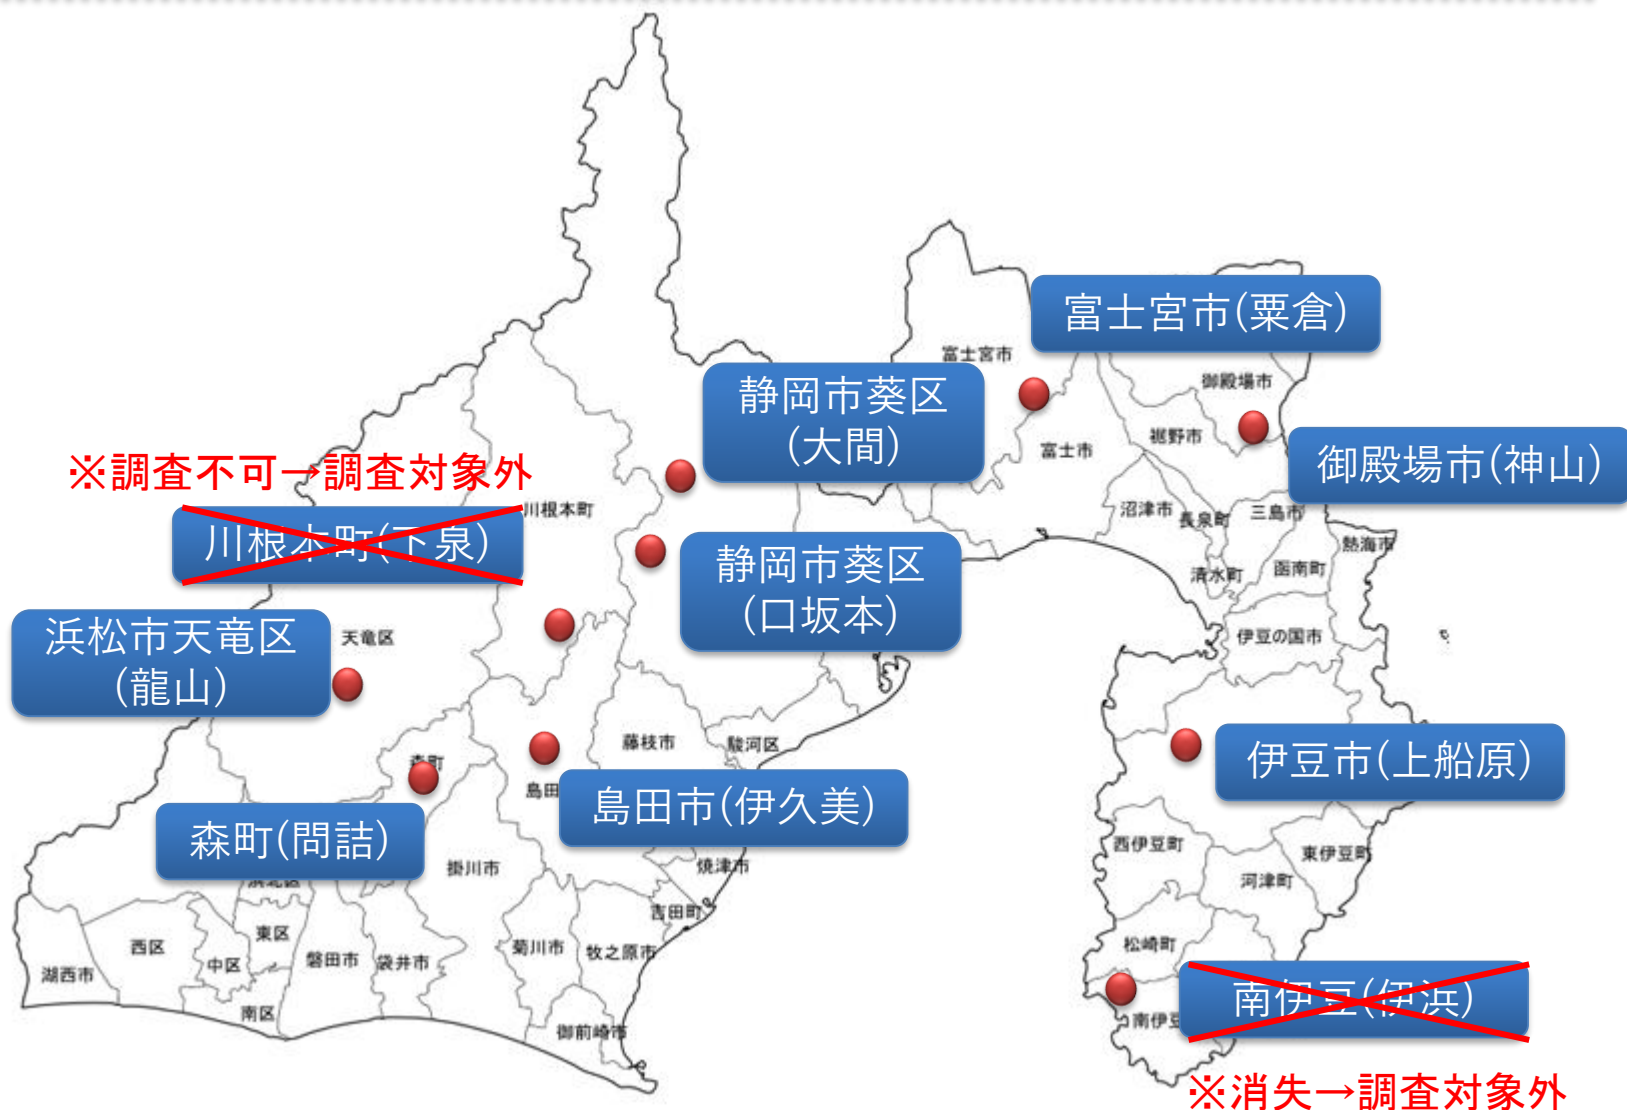 富士宮市(粟倉)
富士宮市
静岡市葵区
(大間)
御殿場市
裾野市
富士市
御殿場市(神山)
※調査不可→調査対象外
川根本町
川根本町(下泉)
沼津市
長泉町
三島市
熱海市
静岡市葵区
(口坂本)
清水町
函南町
浜松市天竜区
(龍山)
天竜区
伊豆の国市
藤枝市
駿河区
伊豆市(上船原)
森町
島田
島田市(伊久美)
森町(問詰)
掛川市
焼津市
西伊豆町
東伊豆町
河津町
浜北区
吉田町
西区
東区
中区
磐田市
袋井市
菊川市
牧之原市
松崎町
湖西市
南区
御前崎市
南伊豆(伊浜)
南伊豆
※消失→調査対象外